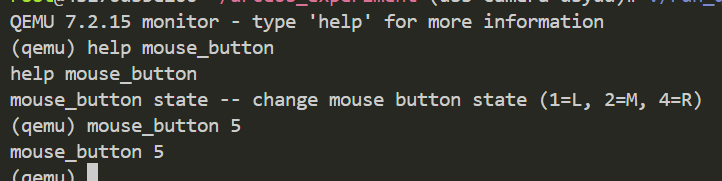 QEMU 7.2.15 monitor - type 'help' for more information
(qemu) help mouse_button
help mouse_button
mouse_button state -- change mouse button state (1=L, 2=M, 4=R)
(qemu) mouse_button 5
mouse_button 5
(qemu)